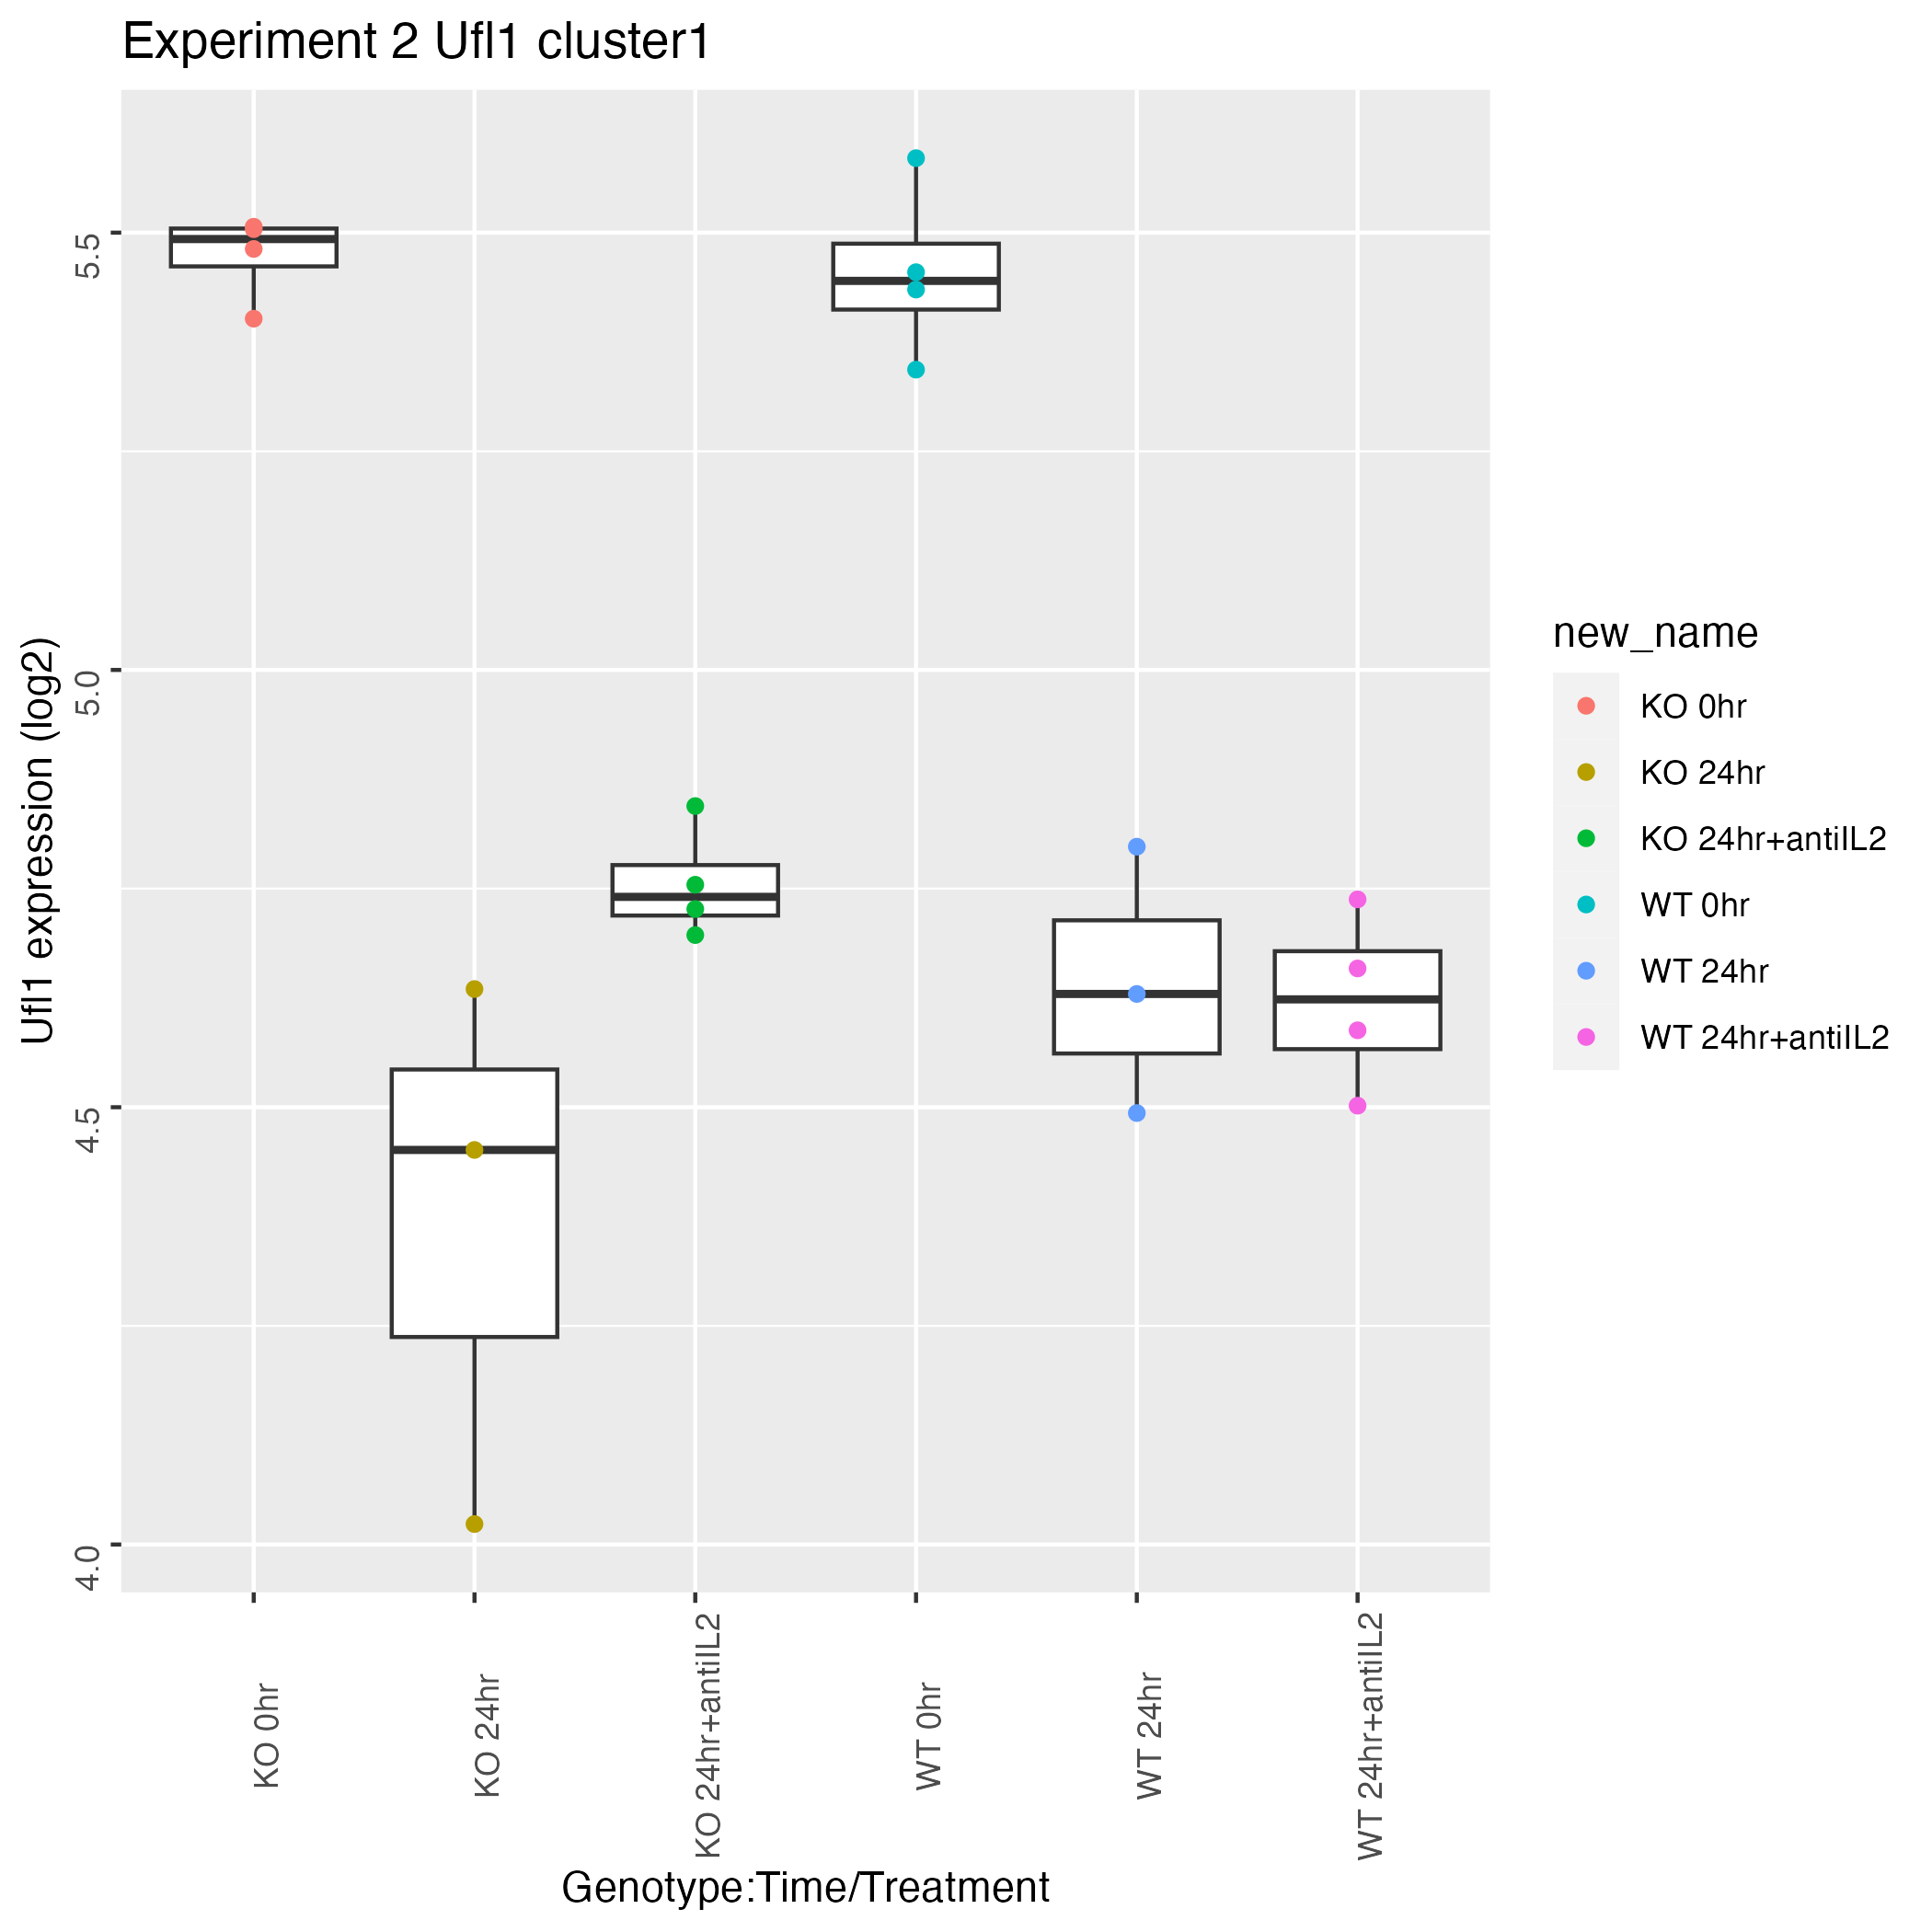 Experiment 2 Ufl1 cluster1
Ufl1 expression (log2)
5.5
5.0
4.5
4.0
KO 0hr
KO 24hr
KO 24hr+antiIL2
WT 0hr
WT 24hr
WT 24hr+antiIL2
Genotype:Time/Treatment
new_name
KO 0hr
KO 24hr
KO 24hr+antiIL2
WT 0hr
WT 24hr
WT 24hr+antiIL2